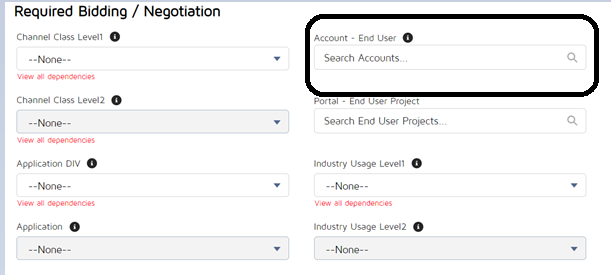 Required Bidding / Negotiation
Channel Class Level1
--None--
View all dependencies
Account - End User
Search Accounts...
Channel Class Level2
--None--
View all dependencies
Portal - End User Project
Search End User Projects...
Application DIV
--None--
View all dependencies
Industry Usage Level1
--None--
View all dependencies
Application
--None--
Industry Usage Level2
--None--